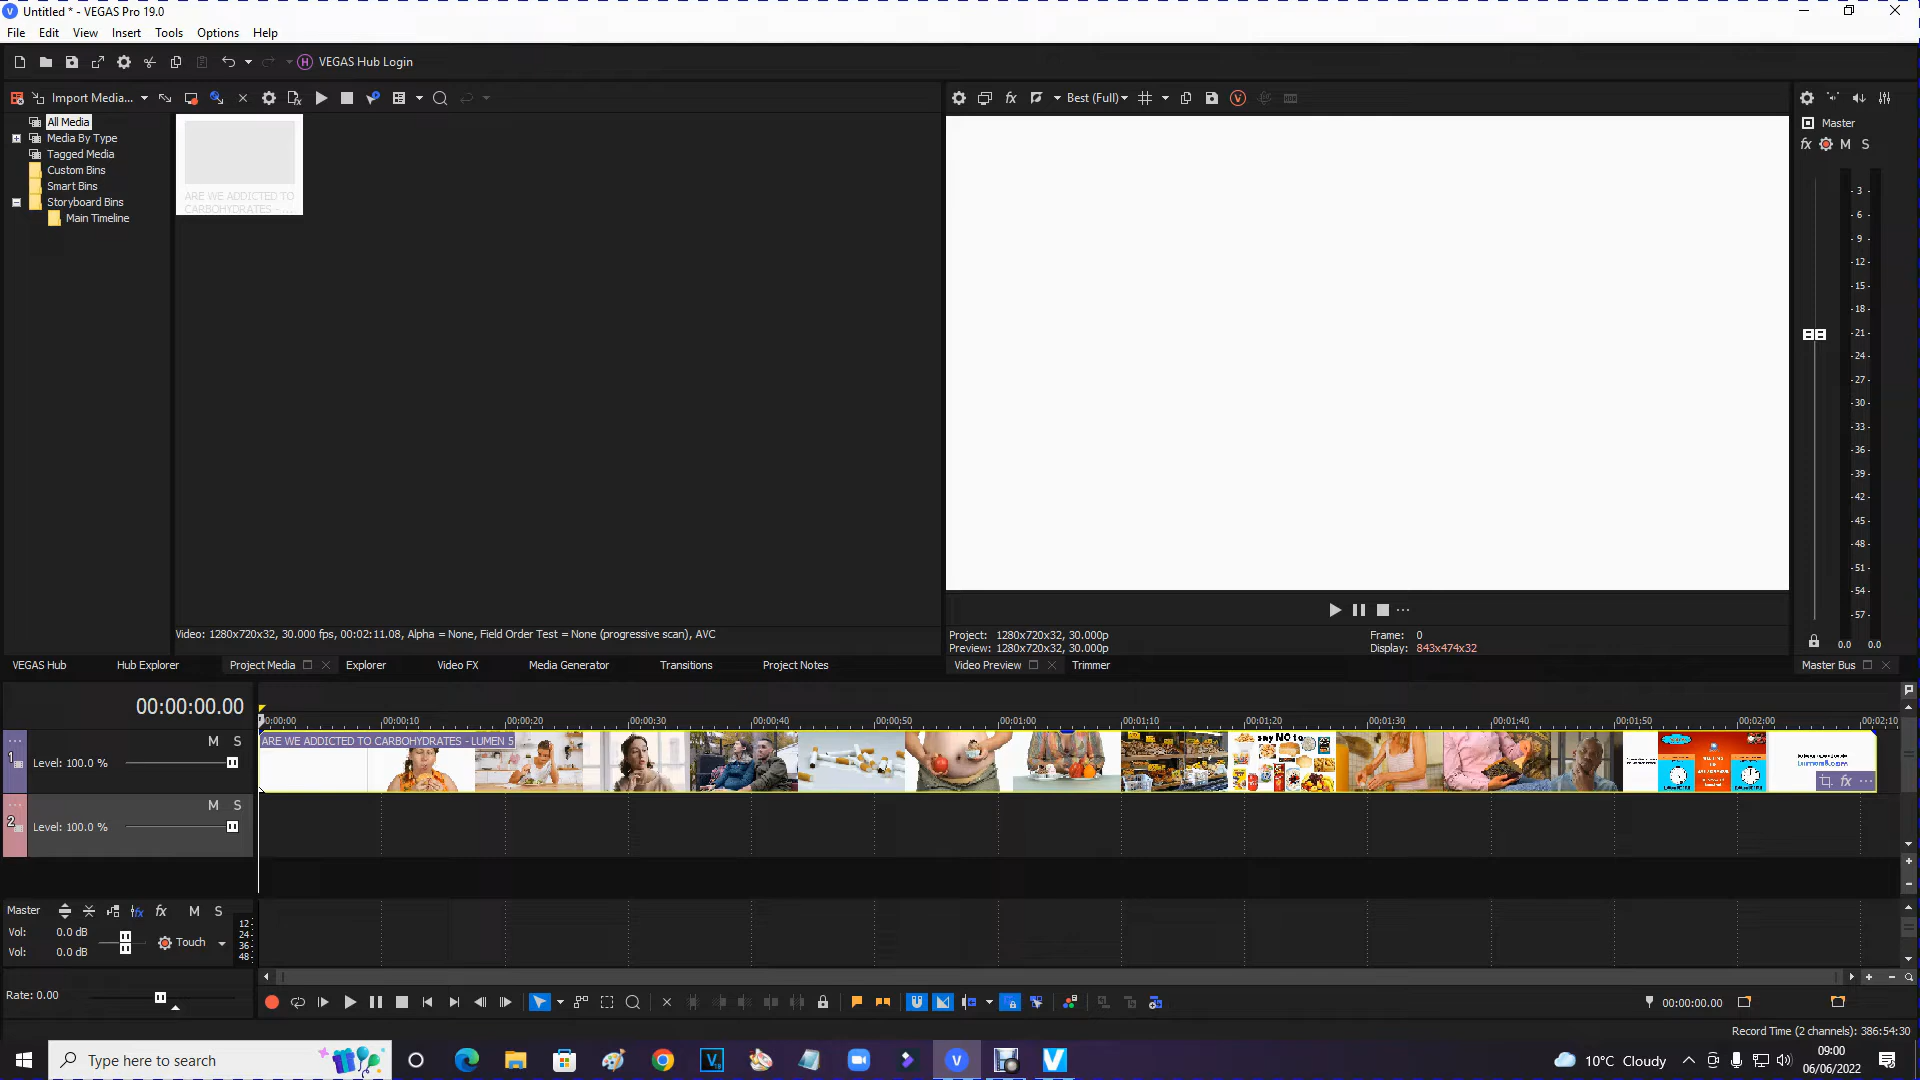 Untitled * - VEGAS Pro 19.0
File Edit View Insert Tools Options Help
VEGAS Hub Login
Import Media...
Best (Full)
All Media
Media By Type
Tagged Media
Custom Bins
Smart Bins
Storyboard Bins
Main Timeline
ARE WE ADDICTED TO
CARBOHYDRATES - ...
Master
fx M S
- 3 -
- 6 -
- 9 -
- 12 -
- 15 -
- 18 -
- 21 -
- 24 -
- 27 -
- 30 -
- 33 -
- 36 -
- 39 -
- 42 -
- 45 -
- 48 -
- 51 -
- 54 -
- 57 -
0.0 0.0
Video: 1280x720x32, 30.000 fps, 00:02:11.08, Alpha = None, Field Order Test = None (progressive scan), AVC
Project: 1280x720x32, 30.000p
Preview: 1280x720x32, 30.000p
Frame: 0
Display: 843x474x32
VEGAS Hub Hub Explorer Project Media Explorer Video FX Media Generator Transitions Project Notes
Video Preview Trimmer
Master Bus
00:00:00.00
0:00:00 00:00:10 00:00:20 00:00:30 00:00:40 00:00:50 00:01:00 00:01:10 00:01:20 00:01:30 00:01:40 00:01:50 00:02:00 00:02:10
1
M S
Level: 100.0 %
ARE WE ADDICTED TO CARBOHYDRATES - LUMEN 5
say NO to
fx
2
M S
Level: 100.0 %
Master fx fx M S
Vol: 0.0 dB
Vol: 0.0 dB
Touch
12
24
36
48
Rate: 0.00
00:00:00.00
Record Time (2 channels): 386:54:30
Type here to search
10°C Cloudy
09:00
06/06/2022